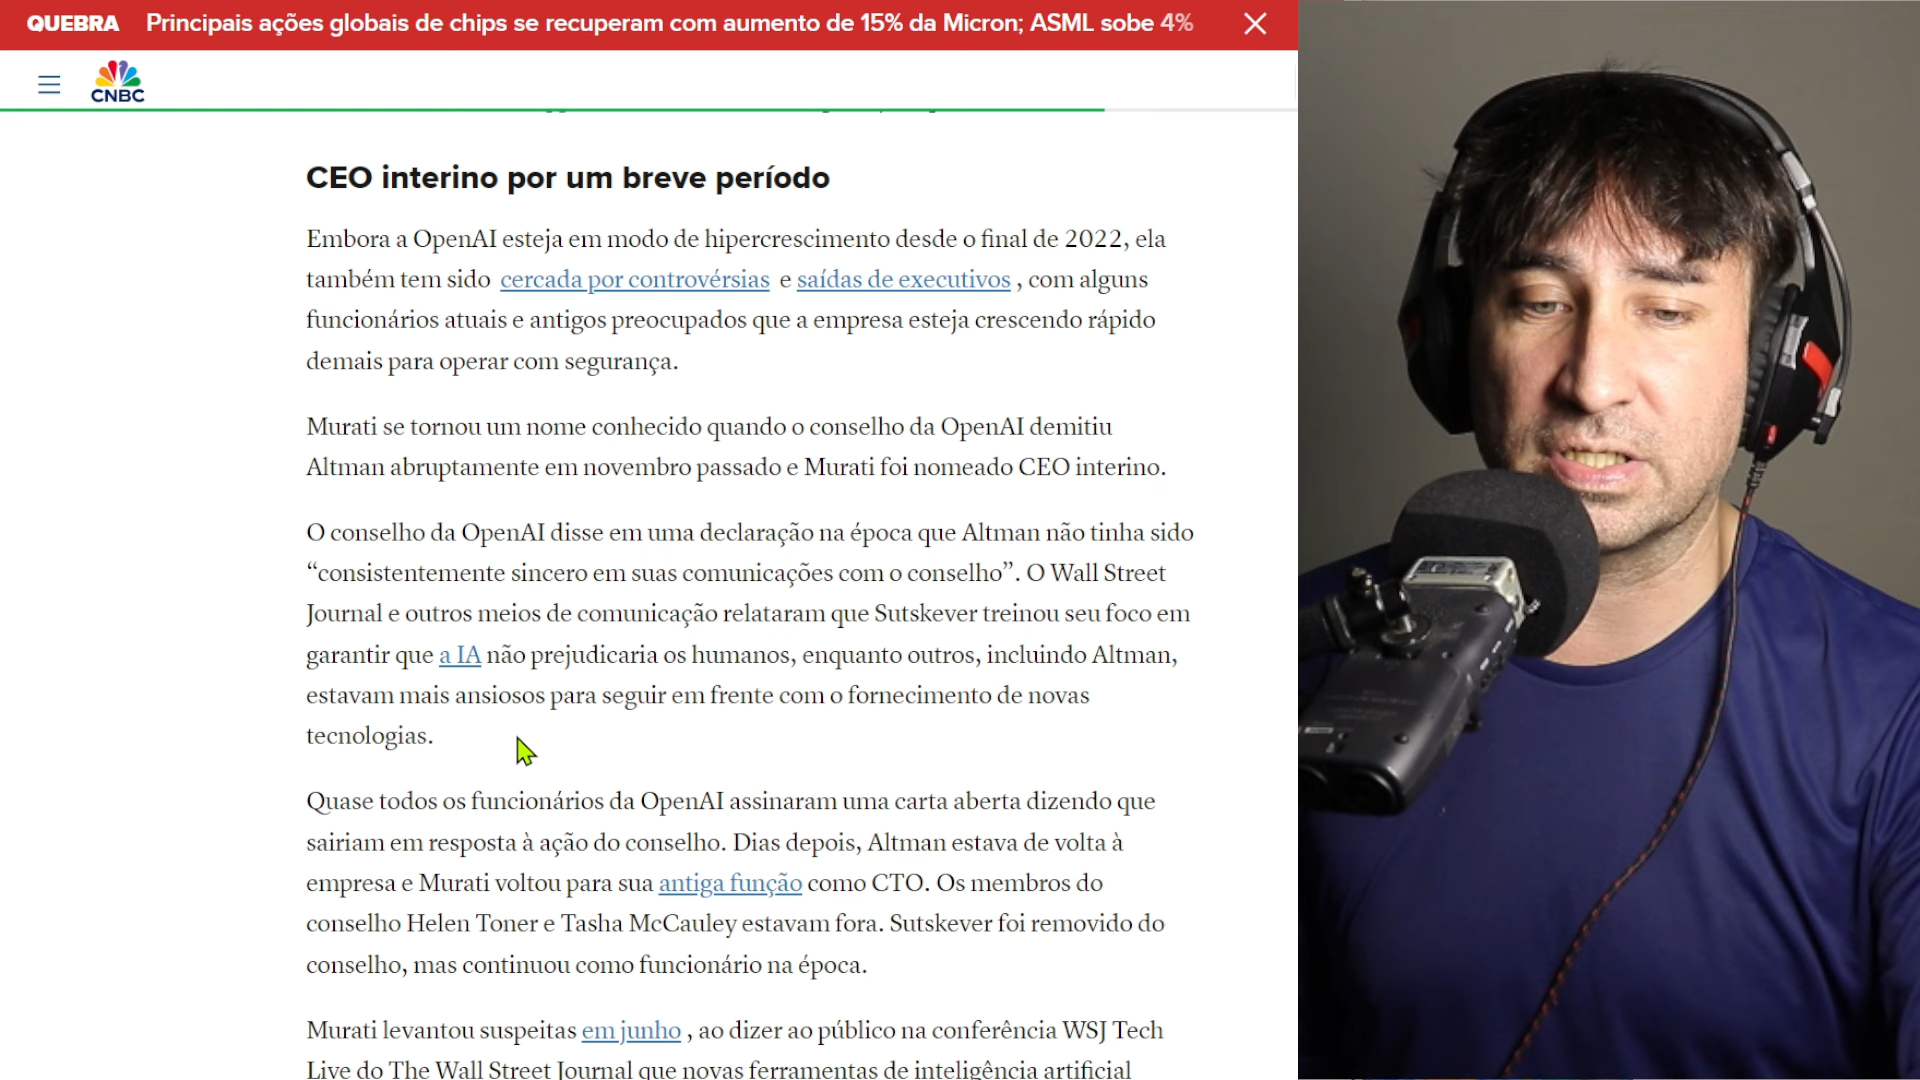 QUEBRA Principais ações globais de chips se recuperam com aumento de 15% da Micron; ASML sobe 4%
CNBC
CEO interino por um breve período
Embora a OpenAI esteja em modo de hipercrescimento desde o final de 2022, ela
também tem sido cercada por controvérsias e saídas de executivos , com alguns
funcionários atuais e antigos preocupados que a empresa esteja crescendo rápido
demais para operar com segurança.
Murati se tornou um nome conhecido quando o conselho da OpenAI demitiu
Altman abruptamente em novembro passado e Murati foi nomeado CEO interino.
O conselho da OpenAI disse em uma declaração na época que Altman não tinha sido
“consistentemente sincero em suas comunicações com o conselho”. O Wall Street
Journal e outros meios de comunicação relataram que Sutskever treinou seu foco em
garantir que a IA não prejudicaria os humanos, enquanto outros, incluindo Altman,
estavam mais ansiosos para seguir em frente com o fornecimento de novas
tecnologias.
Quase todos os funcionários da OpenAI assinaram uma carta aberta dizendo que
sairiam em resposta à ação do conselho. Dias depois, Altman estava de volta à
empresa e Murati voltou para sua antiga função como CTO. Os membros do
conselho Helen Toner e Tasha McCauley estavam fora. Sutskever foi removido do
conselho, mas continuou como funcionário na época.
Murati levantou suspeitas em junho , ao dizer ao público na conferência WSJ Tech
Live do The Wall Street Journal que novas ferramentas de inteligência artificial